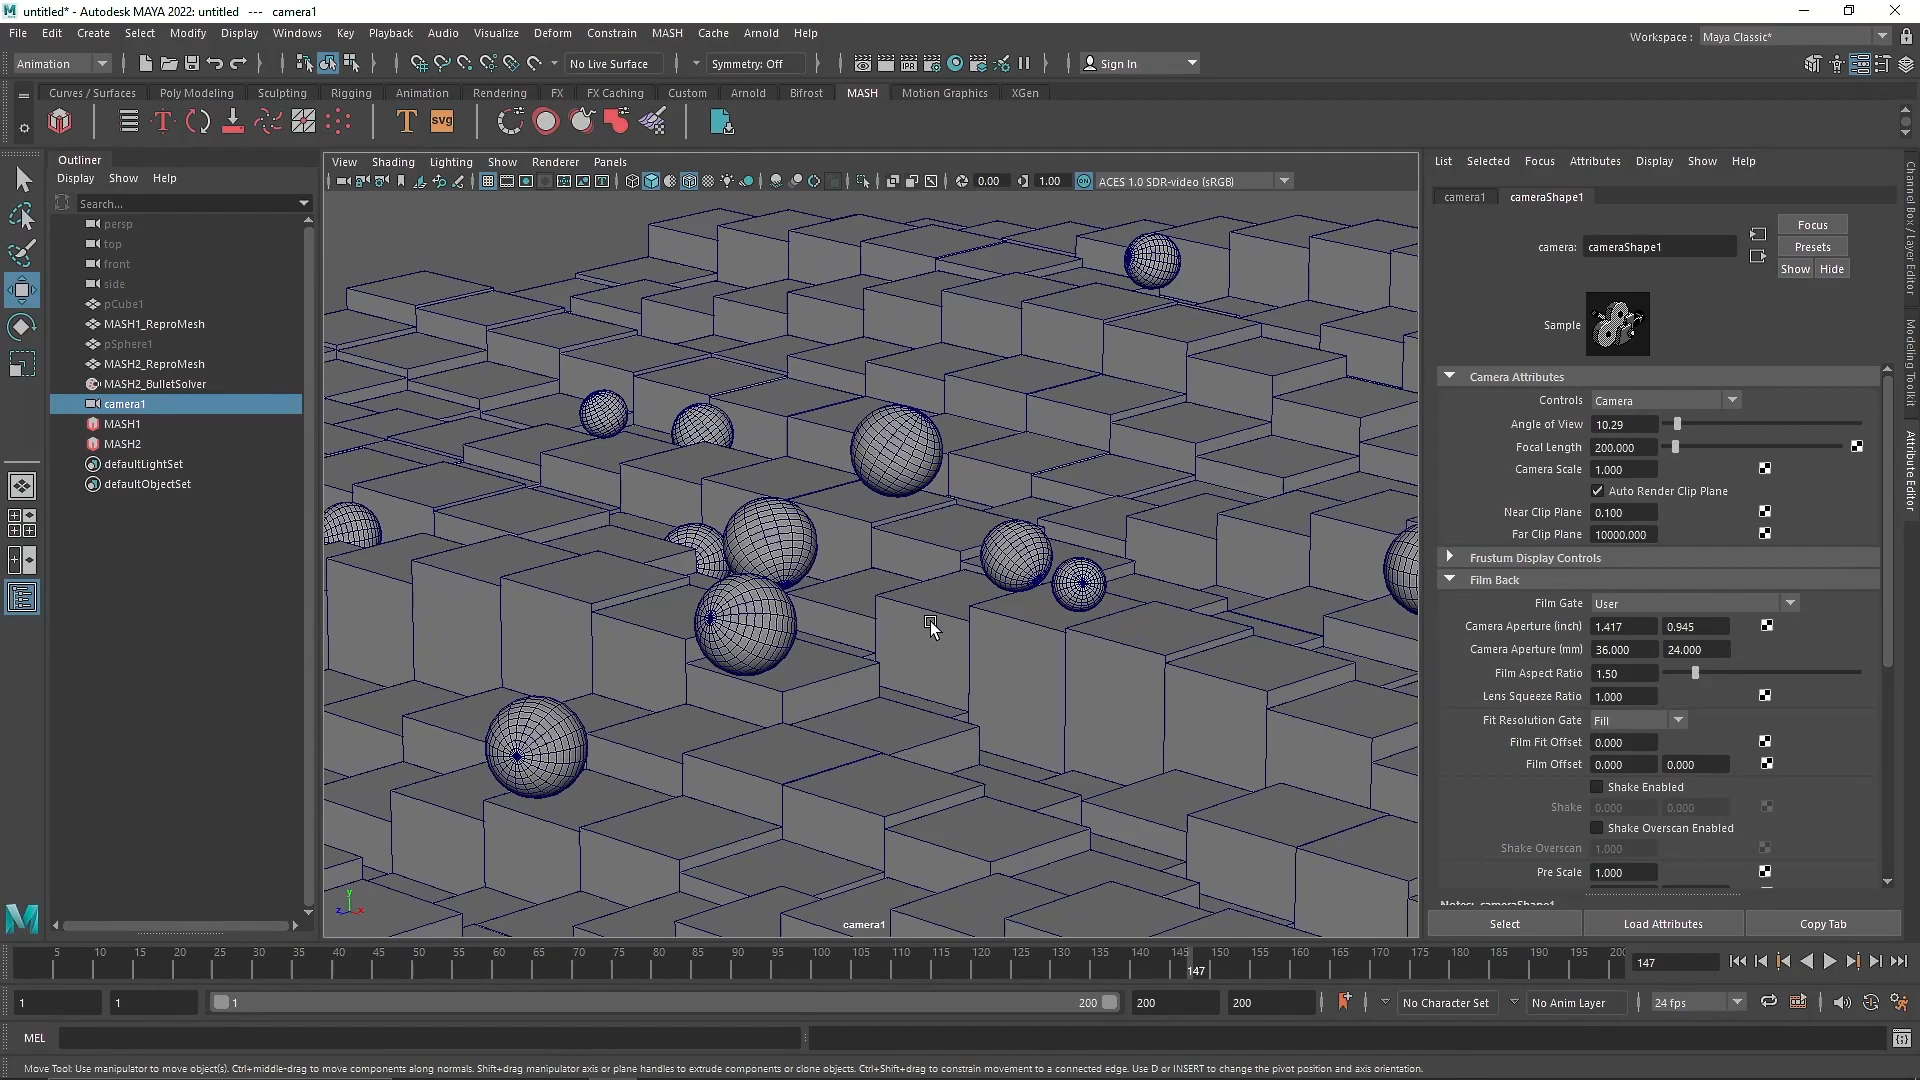 untitled* - Autodesk MAYA 2022: untitled --- camera1
File Edit Create Select Modify Display Windows Key Playback Audio Visualize Deform Constrain MASH Cache Arnold Help
Workspace : Maya Classic*
Animation No Live Surface Symmetry: Off Sign In
Curves / Surfaces Poly Modeling Sculpting Rigging Animation Rendering FX FX Caching Custom Arnold Bifrost MASH Motion Graphics XGen
T T svg
Outliner
Display Show Help
Search...
persp
top
front
side
pCube1
MASH1_ReproMesh
pSphere1
MASH2_ReproMesh
MASH2_BulletSolver
camera1
MASH1
MASH2
defaultLightSet
defaultObjectSet
View Shading Lighting Show Renderer Panels
0.00 1.00 ON ACES 1.0 SDR-video (sRGB)
y
z x
camera1
List Selected Focus Attributes Display Show Help
camera1 cameraShape1
Focus
camera: cameraShape1
Presets
Show Hide
Sample
Camera Attributes
Controls Camera
Angle of View 10.29
Focal Length 200.000
Camera Scale 1.000
Auto Render Clip Plane
Near Clip Plane 0.100
Far Clip Plane 10000.000
Frustum Display Controls
Film Back
Film Gate User
Camera Aperture (inch) 1.417 0.945
Camera Aperture (mm) 36.000 24.000
Film Aspect Ratio 1.50
Lens Squeeze Ratio 1.000
Fit Resolution Gate Fill
Film Fit Offset 0.000
Film Offset 0.000 0.000
Shake Enabled
Shake 0.000 0.000
Shake Overscan Enabled
Shake Overscan 1.000
Pre Scale 1.000
Notes: cameraShape1
Select Load Attributes Copy Tab
Channel Box / Layer Editor
Modeling Toolkit
Attribute Editor
5 10 15 20 25 30 35 40 45 50 55 60 65 70 75 80 85 90 95 100 105 110 115 120 125 130 135 140 145 150 155 160 165 170 175 180 185 190 195 200
147 147
1 1 1 200 200 200 No Character Set No Anim Layer 24 fps
MEL
Move Tool: Use manipulator to move object(s). Ctrl+middle-drag to move components along normals. Shift+drag manipulator axis or plane handles to extrude components or clone objects. Ctrl+Shift+drag to constrain movement to a connected edge. Use D or INSERT to change the pivot position and axis orientation.